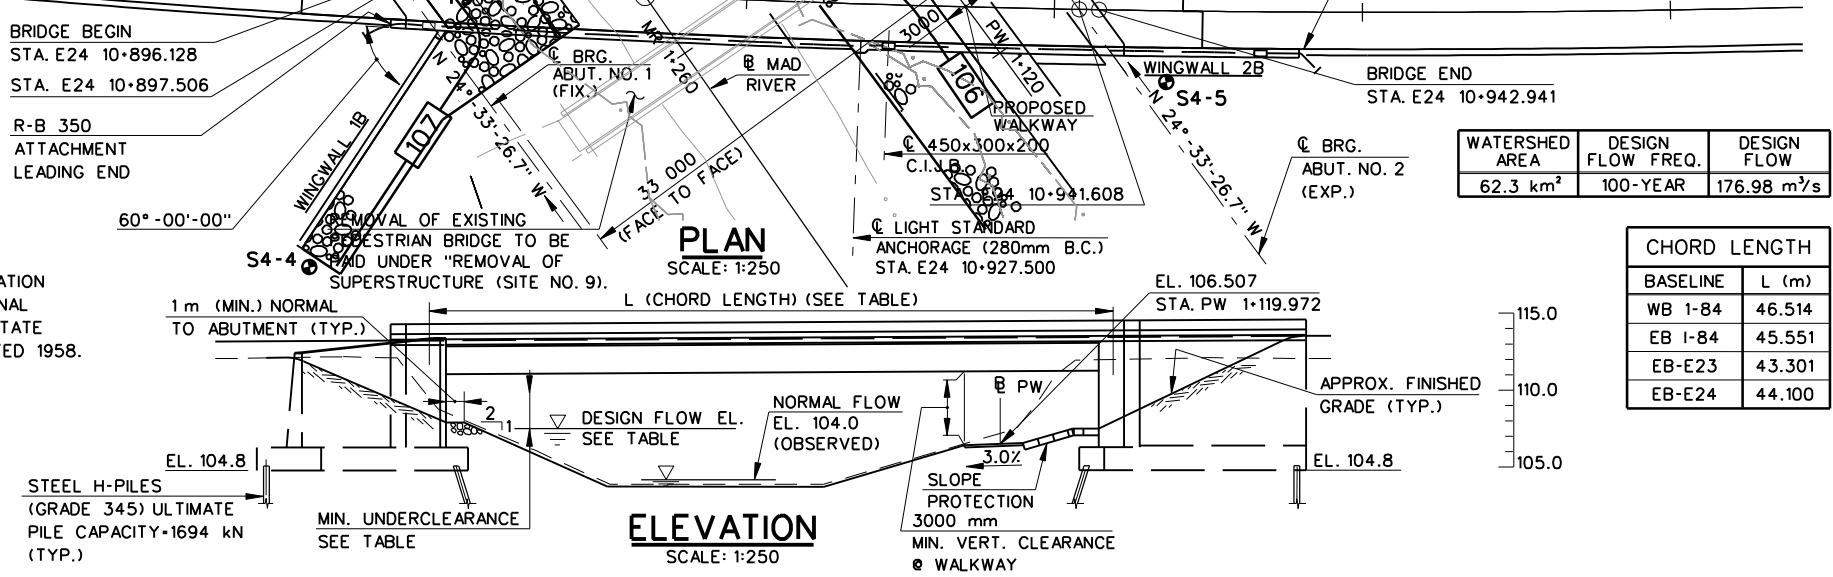 BRIDGE BEGIN
STA. E24 10+896.128
STA. E24 10+897.506
R-B 350
ATTACHMENT
LEADING END
60°-00'-00"
WINGWALL 1B
107
N 24°-33'-26.7" W
S4-4
℄ BRG.
ABUT. NO. 1
(FIX.)
MR 1+260
℄ MAD
RIVER
33 000
(FACE TO FACE)
3000
106
PW 1+120
PROPOSED
WALKWAY
℄ 450x300x200
C.I.J.B.
STA. E24 10+941.608
℄ LIGHT STANDARD
ANCHORAGE (280mm B.C.)
STA. E24 10+927.500
WINGWALL 2B
S4-5
N 24°-33'-26.7" W
BRIDGE END
STA. E24 10+942.941
℄ BRG.
ABUT. NO. 2
(EXP.)
REMOVAL OF EXISTING
PEDESTRIAN BRIDGE TO BE
PAID UNDER "REMOVAL OF
SUPERSTRUCTURE (SITE NO. 9).
PLAN
SCALE: 1:250
WATERSHED AREA DESIGN FLOW FREQ. DESIGN FLOW
62.3 km² 100-YEAR 176.98 m³/s
CHORD LENGTH
BASELINE L (m)
WB 1-84 46.514
EB I-84 45.551
EB-E23 43.301
EB-E24 44.100
ATION
NAL
TATE
TED 1958.
1 m (MIN.) NORMAL
TO ABUTMENT (TYP.)
L (CHORD LENGTH) (SEE TABLE)
EL. 106.507
STA. PW 1+119.972
115.0
110.0
105.0
2
1
DESIGN FLOW EL.
SEE TABLE
NORMAL FLOW
EL. 104.0
(OBSERVED)
℄ PW
3.0%
APPROX. FINISHED
GRADE (TYP.)
EL. 104.8
EL. 104.8
STEEL H-PILES
(GRADE 345) ULTIMATE
PILE CAPACITY=1694 kN
(TYP.)
MIN. UNDERCLEARANCE
SEE TABLE
SLOPE
PROTECTION
3000 mm
MIN. VERT. CLEARANCE
@ WALKWAY
ELEVATION
SCALE: 1:250